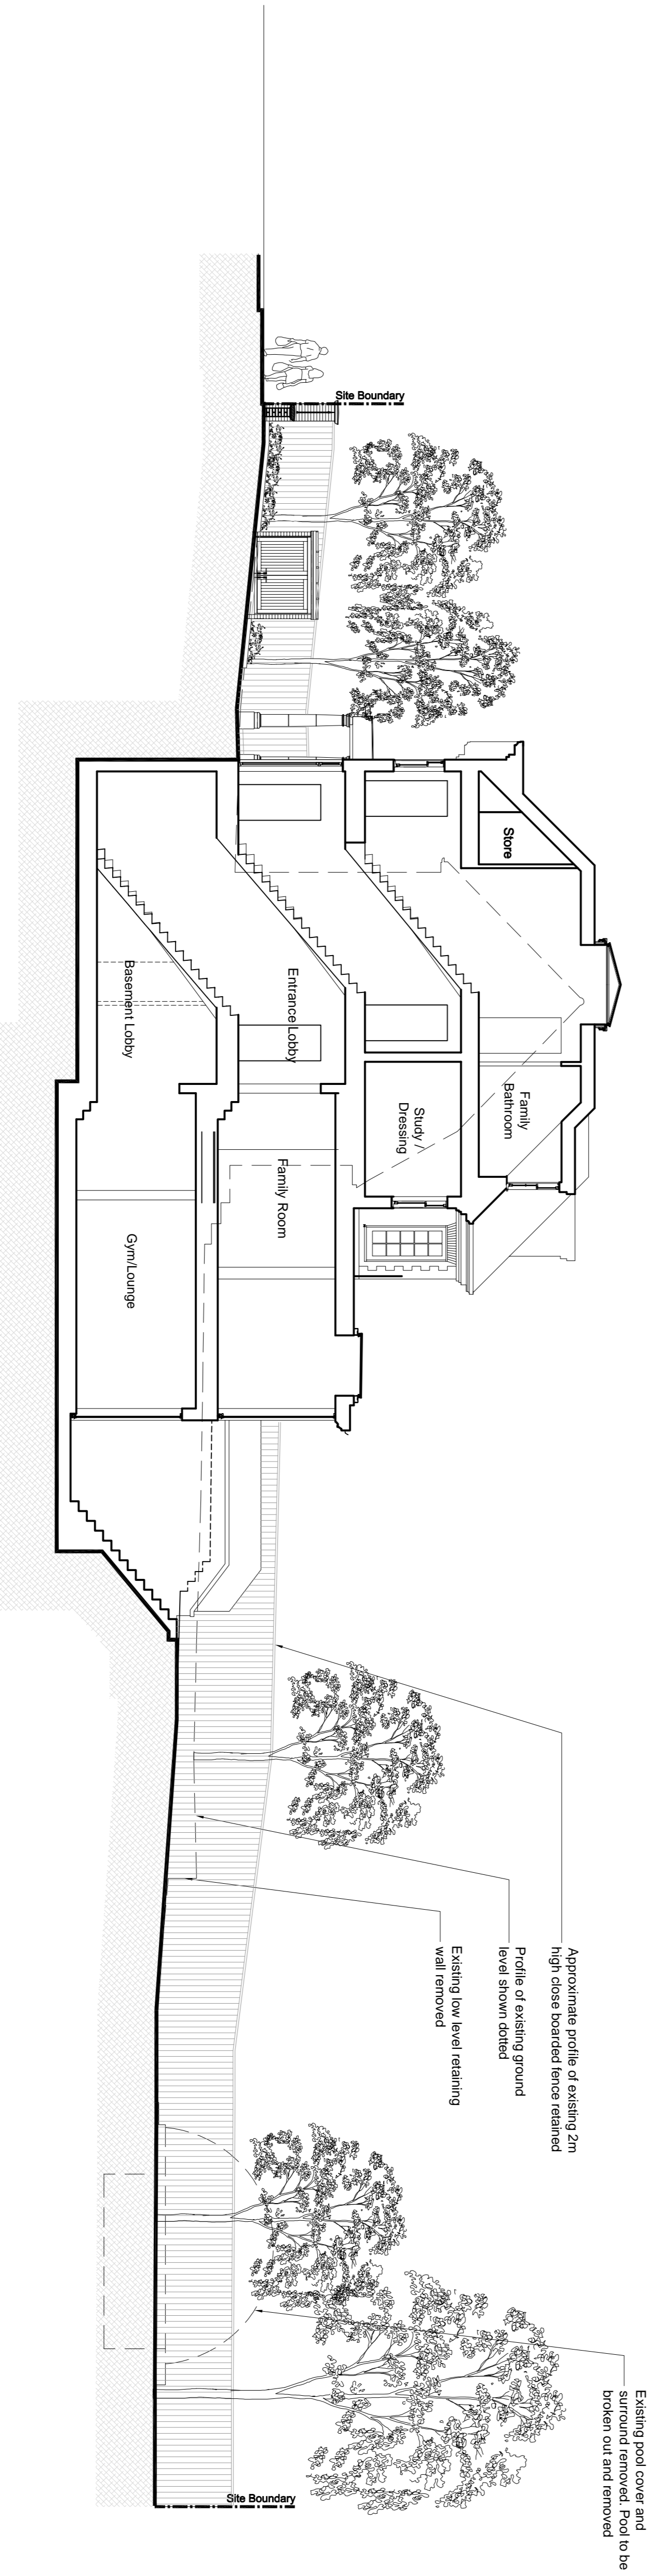 Site Boundary
Store
Basement Lobby
Entrance Lobby
Family
Bathroom
Study /
Dressing
Family Room
Gym/Lounge
Approximate profile of existing 2m
high close boarded fence retained
Profile of existing ground
level shown dotted
Existing low level retaining
wall removed
Existing pool cover and
surround removed. Pool to be
broken out and removed
Site Boundary